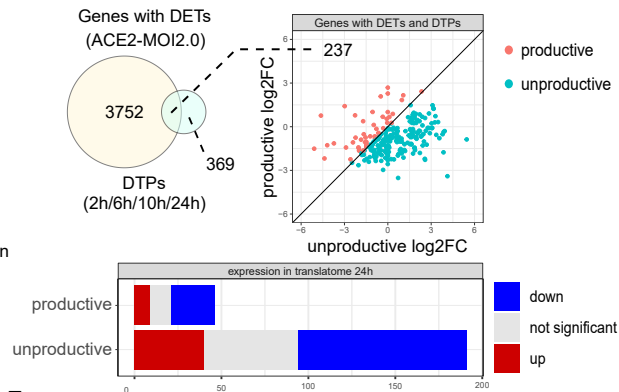 Genes with DETs
(ACE2-MOI2.0)
3752
369
DTPs
(2h/6h/10h/24h)
237
Genes with DETs and DTPs
productive log2FC
6
3
0
−3
−6
−6 −3 0 3 6
unproductive log2FC
productive
unproductive
n
expression in translatome 24h
productive
unproductive
0 50 100 150 200
down
not significant
up